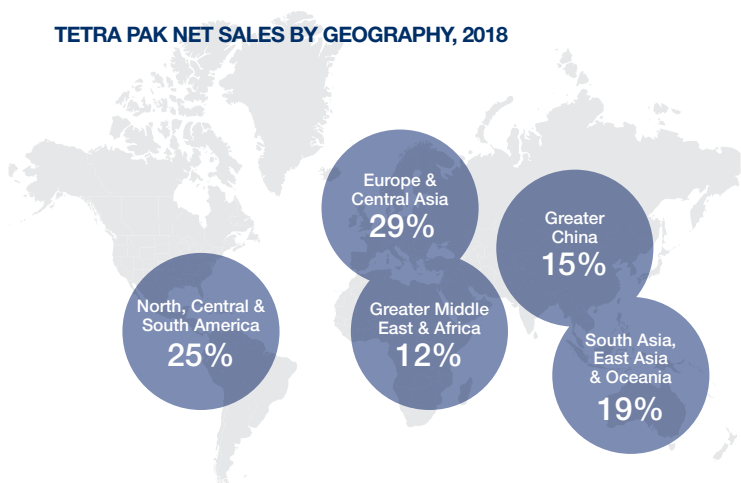 TETRA PAK NET SALES BY GEOGRAPHY, 2018
Europe &
Central Asia
29%
Greater
China
15%
North, Central &
South America
25%
Greater Middle
East & Africa
12%
South Asia,
East Asia
& Oceania
19%